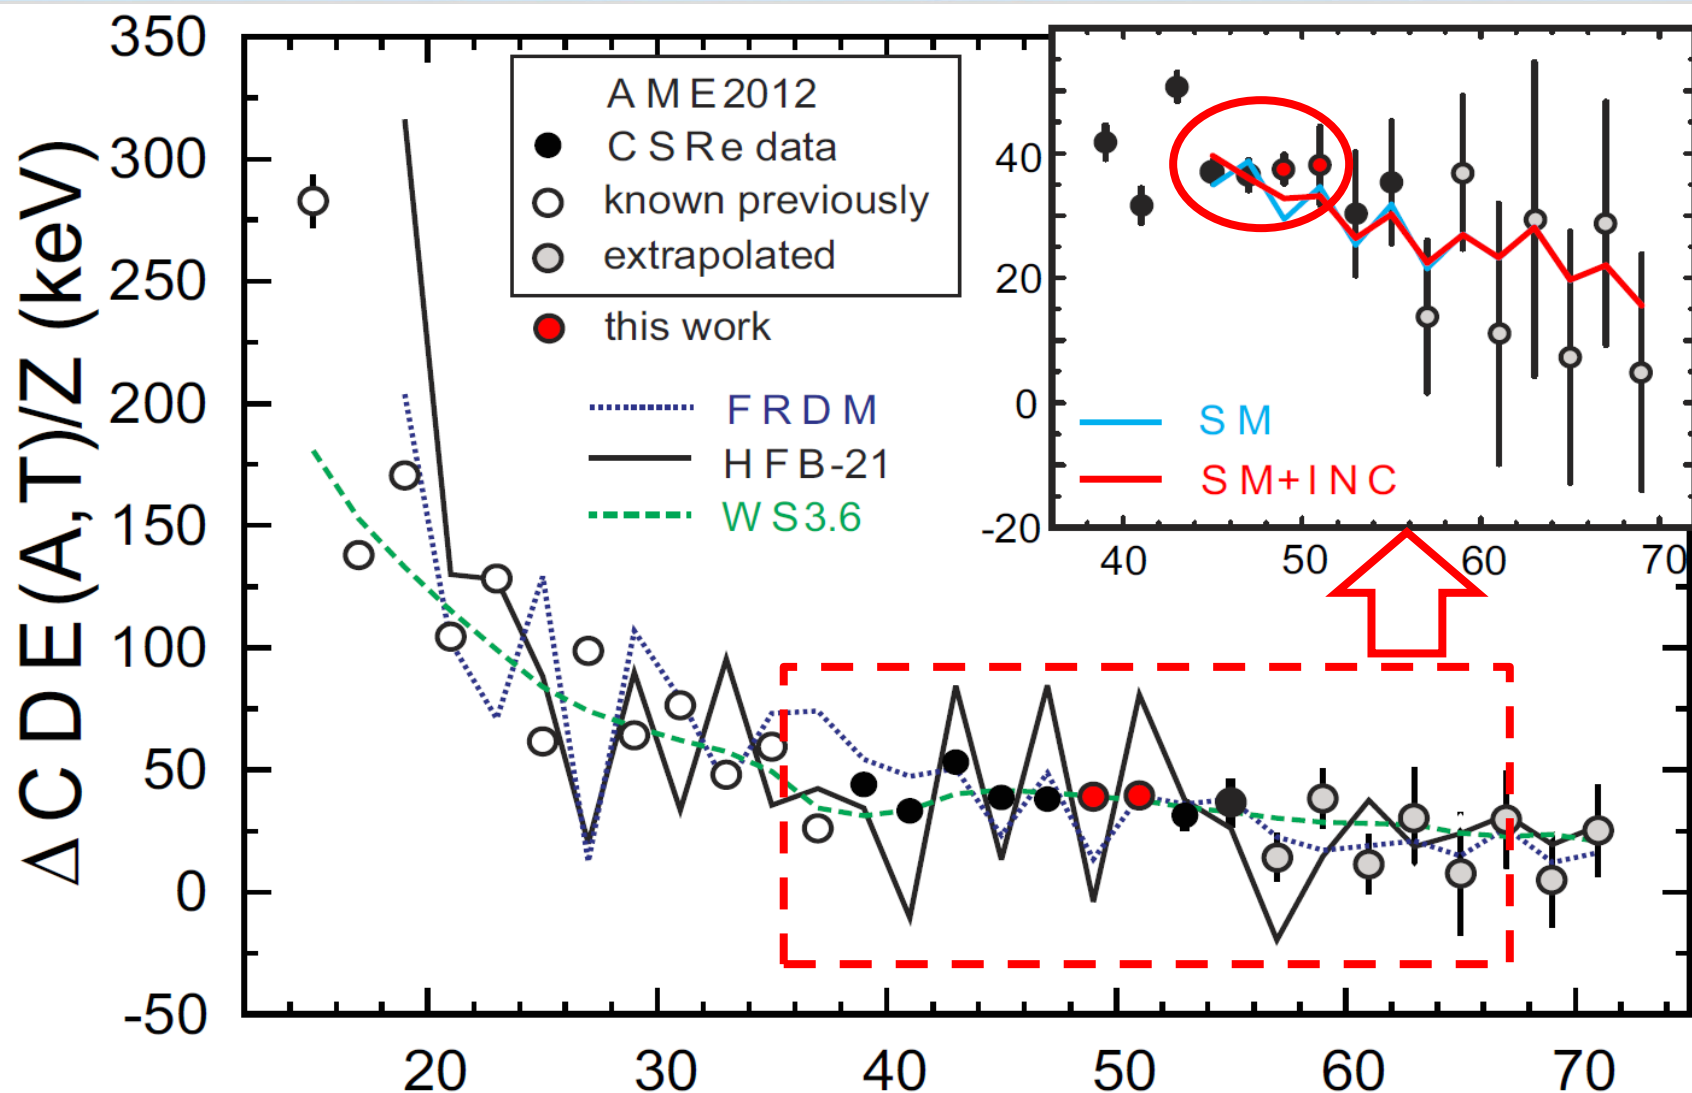 350
300
250
200
150
100
50
0
-50
Δ C D E (A,T)/Z (keV)
AME2012
CSRe data
known previously
extrapolated
this work
FRDM
HFB-21
WS3.6
40
20
0
-20
SM
SM+INC
40 50 60 70
20 30 40 50 60 70